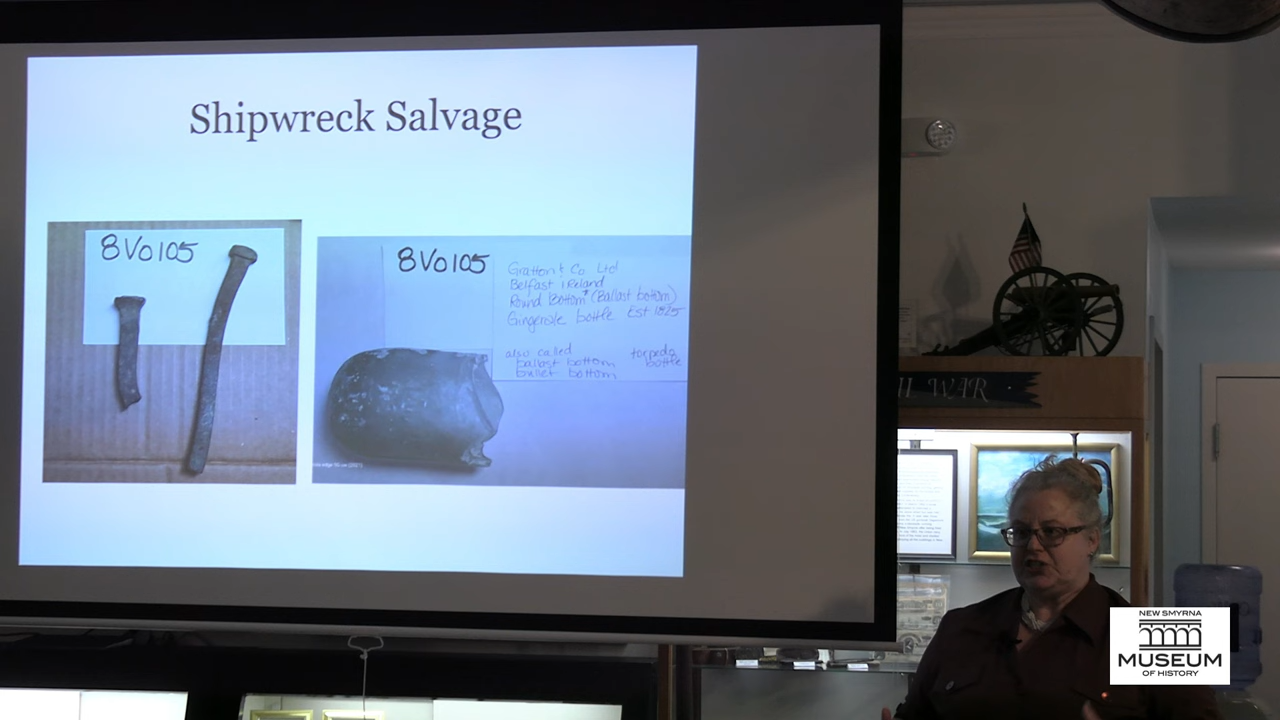 Shipwreck Salvage
8VO105
8VO105
Gratton & Co Ltd
Belfast ireland
Round Bottom (Ballast bottom)
Gingerale bottle Est 1825
also called
ballast bottom
bullet bottom
torpedo
bottle
WAR
NEW SMYRNA
MUSEUM
OF HISTORY